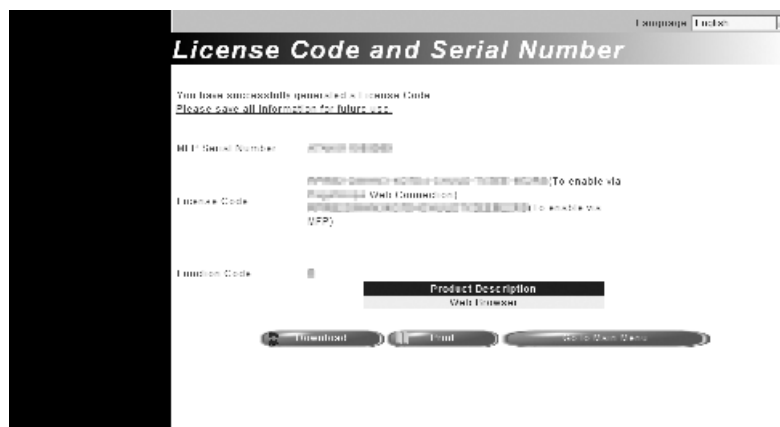 Language English
License Code and Serial Number
You have successfully generated a License Code
Please save all information for future use.
MFP Serial Number
(To enable via
Web Connection)
License Code
(To enable via
MFP)
Function Code
Product Description
Web Browser
Download Print Go to Main Menu